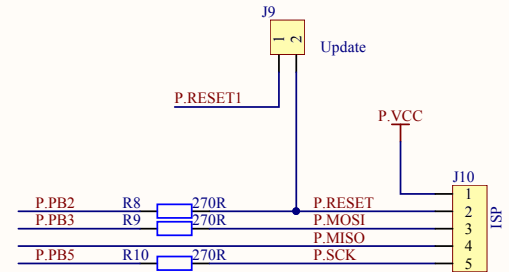 J9
1 2
Update
P.RESET1
P.VCC
J10
P.PB2 R8 270R P.RESET 1
P.PB3 R9 270R P.MOSI 2
P.MISO 3
P.PB5 R10 270R P.SCK 4
5
ISP